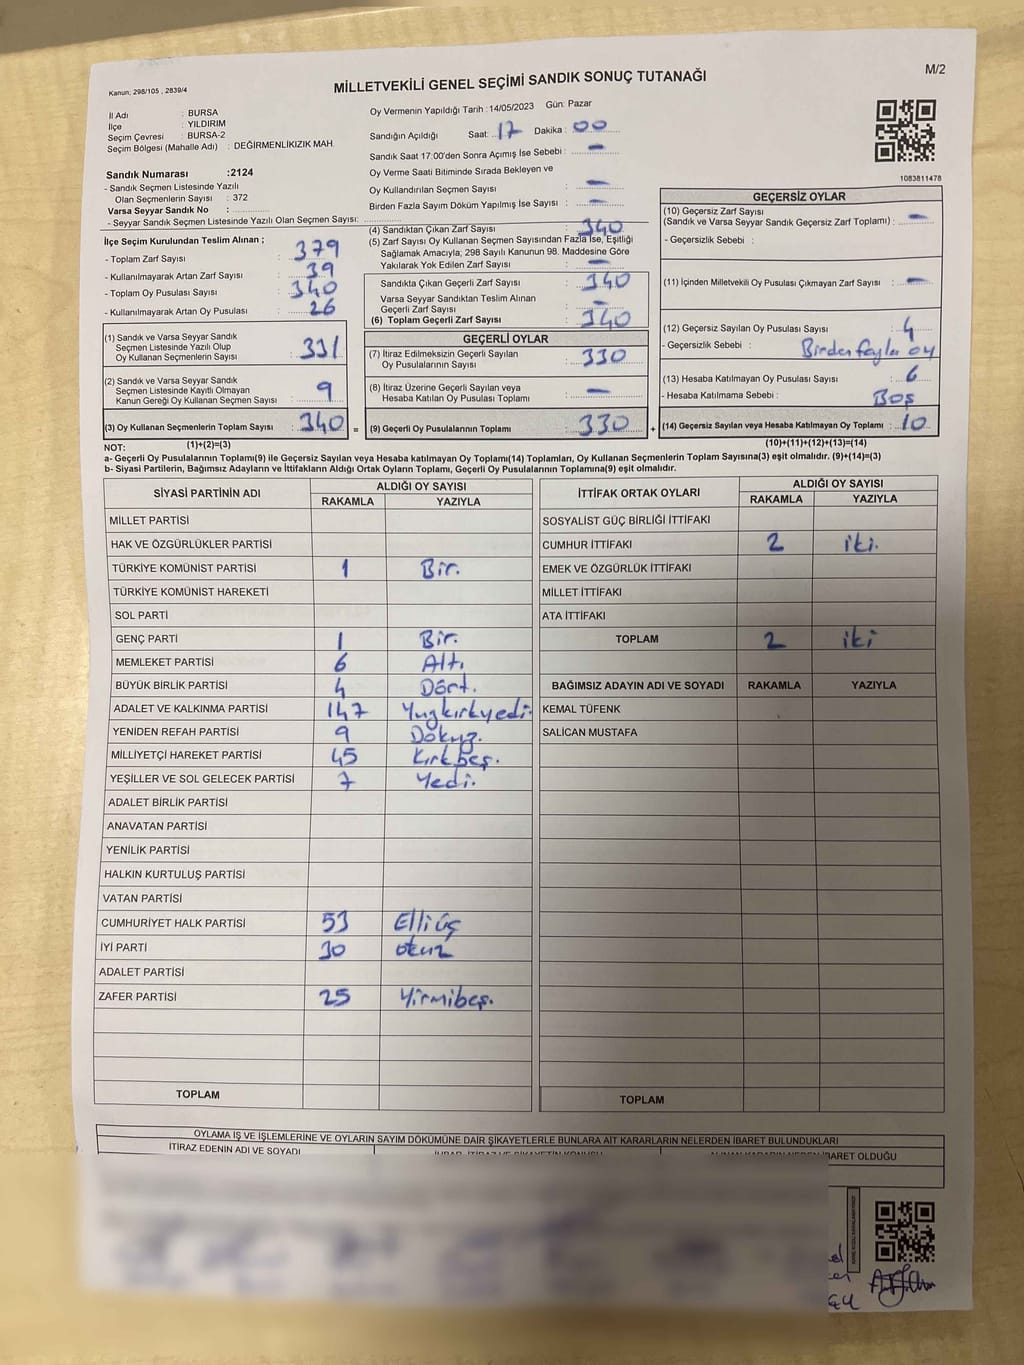 Kanun: 298/105 , 2839/4
MİLLETVEKİLİ GENEL SEÇİMİ SANDIK SONUÇ TUTANAĞI
M/2
İl Adı : BURSA
İlçe : YILDIRIM
Seçim Çevresi : BURSA-2
Seçim Bölgesi (Mahalle Adı) : DEĞİRMENLİKIZIK MAH.
Sandık Numarası :2124
- Sandık Seçmen Listesinde Yazılı
Olan Seçmenlerin Sayısı : 372
Varsa Seyyar Sandık No :
- Seyyar Sandık Seçmen Listesinde Yazılı Olan Seçmen Sayısı:
Oy Vermenin Yapıldığı Tarih :14/05/2023 Gün: Pazar
Sandığın Açıldığı Saat: 17 Dakika : 00
Sandık Saat 17:00'den Sonra Açımış İse Sebebi : -
Oy Verme Saati Bitiminde Sırada Bekleyen ve
Oy Kullandırılan Seçmen Sayısı : -
Birden Fazla Sayım Döküm Yapılmış İse Sayısı : -
1083811478
İlçe Seçim Kurulundan Teslim Alınan ;
- Toplam Zarf Sayısı : 379
- Kullanılmayarak Artan Zarf Sayısı : 39
- Toplam Oy Pusulası Sayısı : 340
- Kullanılmayarak Artan Oy Pusulası : 26
(4) Sandıktan Çıkan Zarf Sayısı : 340
(5) Zarf Sayısı Oy Kullanan Seçmen Sayısından Fazla İse, Eşitliği
Sağlamak Amacıyla; 298 Sayılı Kanunun 98. Maddesine Göre
Yakılarak Yok Edilen Zarf Sayısı : -
Sandıkta Çıkan Geçerli Zarf Sayısı : 340
Varsa Seyyar Sandıktan Teslim Alınan
Geçerli Zarf Sayısı : -
(6) Toplam Geçerli Zarf Sayısı : 340
GEÇERSİZ OYLAR
(10) Geçersiz Zarf Sayısı
(Sandık ve Varsa Seyyar Sandık Geçersiz Zarf Toplamı) : -
- Geçersizlik Sebebi :
(11) İçinden Milletvekili Oy Pusulası Çıkmayan Zarf Sayısı : -
(12) Geçersiz Sayılan Oy Pusulası Sayısı : 4
- Geçersizlik Sebebi : Birden fazla oy
(13) Hesaba Katılmayan Oy Pusulası Sayısı : 6
- Hesaba Katılmama Sebebi : Boş
(14) Geçersiz Sayılan veya Hesaba Katılmayan Oy Toplamı : 10
(10)+(11)+(12)+(13)=(14)
(1) Sandık ve Varsa Seyyar Sandık
Seçmen Listesinde Yazılı Olup
Oy Kullanan Seçmenlerin Sayısı : 331
(2) Sandık ve Varsa Seyyar Sandık
Seçmen Listesinde Kayıtlı Olmayan
Kanun Gereği Oy Kullanan Seçmen Sayısı : 9
(3) Oy Kullanan Seçmenlerin Toplam Sayısı : 340 =
(1)+(2)=(3)
GEÇERLİ OYLAR
(7) İtiraz Edilmeksizin Geçerli Sayılan
Oy Pusulalarının Sayısı : 330
(8) İtiraz Üzerine Geçerli Sayılan veya
Hesaba Katılan Oy Pusulası Toplamı : -
(9) Geçerli Oy Pusulalarının Toplamı : 330 +
NOT:
a- Geçerli Oy Pusulalarının Toplamı(9) ile Geçersiz Sayılan veya Hesaba katılmayan Oy Toplamı(14) Toplamları, Oy Kullanan Seçmenlerin Toplam Sayısına(3) eşit olmalıdır. (9)+(14)=(3)
b- Siyasi Partilerin, Bağımsız Adayların ve İttifakların Aldığı Ortak Oyların Toplamı, Geçerli Oy Pusulalarının Toplamına(9) eşit olmalıdır.
SİYASİ PARTİNİN ADI ALDIĞI OY SAYISI
RAKAMLA YAZIYLA
MİLLET PARTİSİ
HAK VE ÖZGÜRLÜKLER PARTİSİ
TÜRKİYE KOMÜNİST PARTİSİ 1 Bir.
TÜRKİYE KOMÜNİST HAREKETİ
SOL PARTİ
GENÇ PARTİ 1 Bir.
MEMLEKET PARTİSİ 6 Altı
BÜYÜK BİRLİK PARTİSİ 4 Dört.
ADALET VE KALKINMA PARTİSİ 147 Yüzkırkyedi.
YENİDEN REFAH PARTİSİ 9 Dokuz.
MİLLİYETÇİ HAREKET PARTİSİ 45 Kırkbeş.
YEŞİLLER VE SOL GELECEK PARTİSİ 7 Yedi.
ADALET BİRLİK PARTİSİ
ANAVATAN PARTİSİ
YENİLİK PARTİSİ
HALKIN KURTULUŞ PARTİSİ
VATAN PARTİSİ
CUMHURİYET HALK PARTİSİ 53 Elliüç
İYİ PARTİ 30 otuz
ADALET PARTİSİ
ZAFER PARTİSİ 25 Yirmibeş.
TOPLAM
İTTİFAK ORTAK OYLARI ALDIĞI OY SAYISI
RAKAMLA YAZIYLA
SOSYALİST GÜÇ BİRLİĞİ İTTİFAKI
CUMHUR İTTİFAKI 2 iki.
EMEK VE ÖZGÜRLÜK İTTİFAKI
MİLLET İTTİFAKI
ATA İTTİFAKI
TOPLAM 2 iki
BAĞIMSIZ ADAYIN ADI VE SOYADI RAKAMLA YAZIYLA
KEMAL TÜFENK
SALİCAN MUSTAFA
TOPLAM
OYLAMA İŞ VE İŞLEMLERİNE VE OYLARIN SAYIM DÖKÜMÜNE DAİR ŞİKAYETLERLE BUNLARA AİT KARARLARIN NELERDEN İBARET BULUNDUKLARI
İTİRAZ EDENİN ADI VE SOYADI
İBARET OLDUĞU